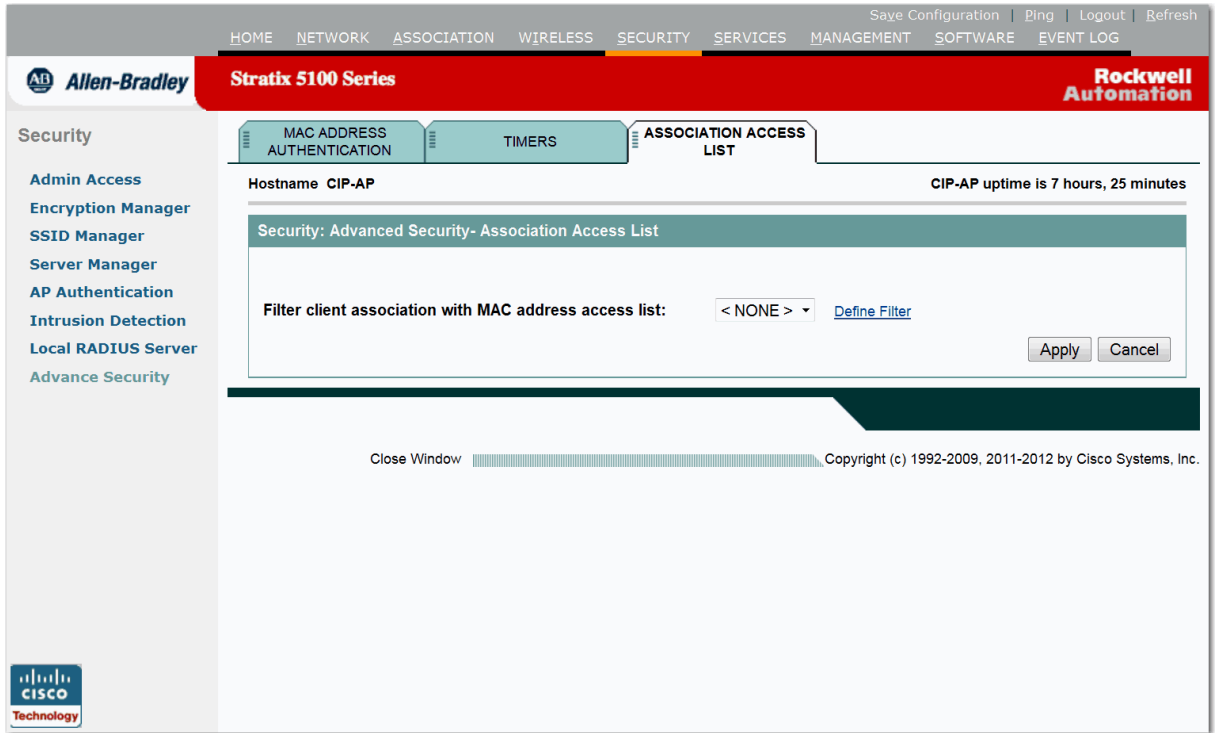 Save Configuration | Ping | Logout | Refresh
HOME NETWORK ASSOCIATION WIRELESS SECURITY SERVICES MANAGEMENT SOFTWARE EVENT LOG
AB Allen-Bradley
Stratix 5100 Series
Rockwell
Automation
Security
Admin Access
Encryption Manager
SSID Manager
Server Manager
AP Authentication
Intrusion Detection
Local RADIUS Server
Advance Security
MAC ADDRESS
AUTHENTICATION
TIMERS
ASSOCIATION ACCESS
LIST
Hostname CIP-AP
CIP-AP uptime is 7 hours, 25 minutes
Security: Advanced Security- Association Access List
Filter client association with MAC address access list: < NONE > Define Filter
Apply Cancel
Close Window
Copyright (c) 1992-2009, 2011-2012 by Cisco Systems, Inc.
CISCO
Technology